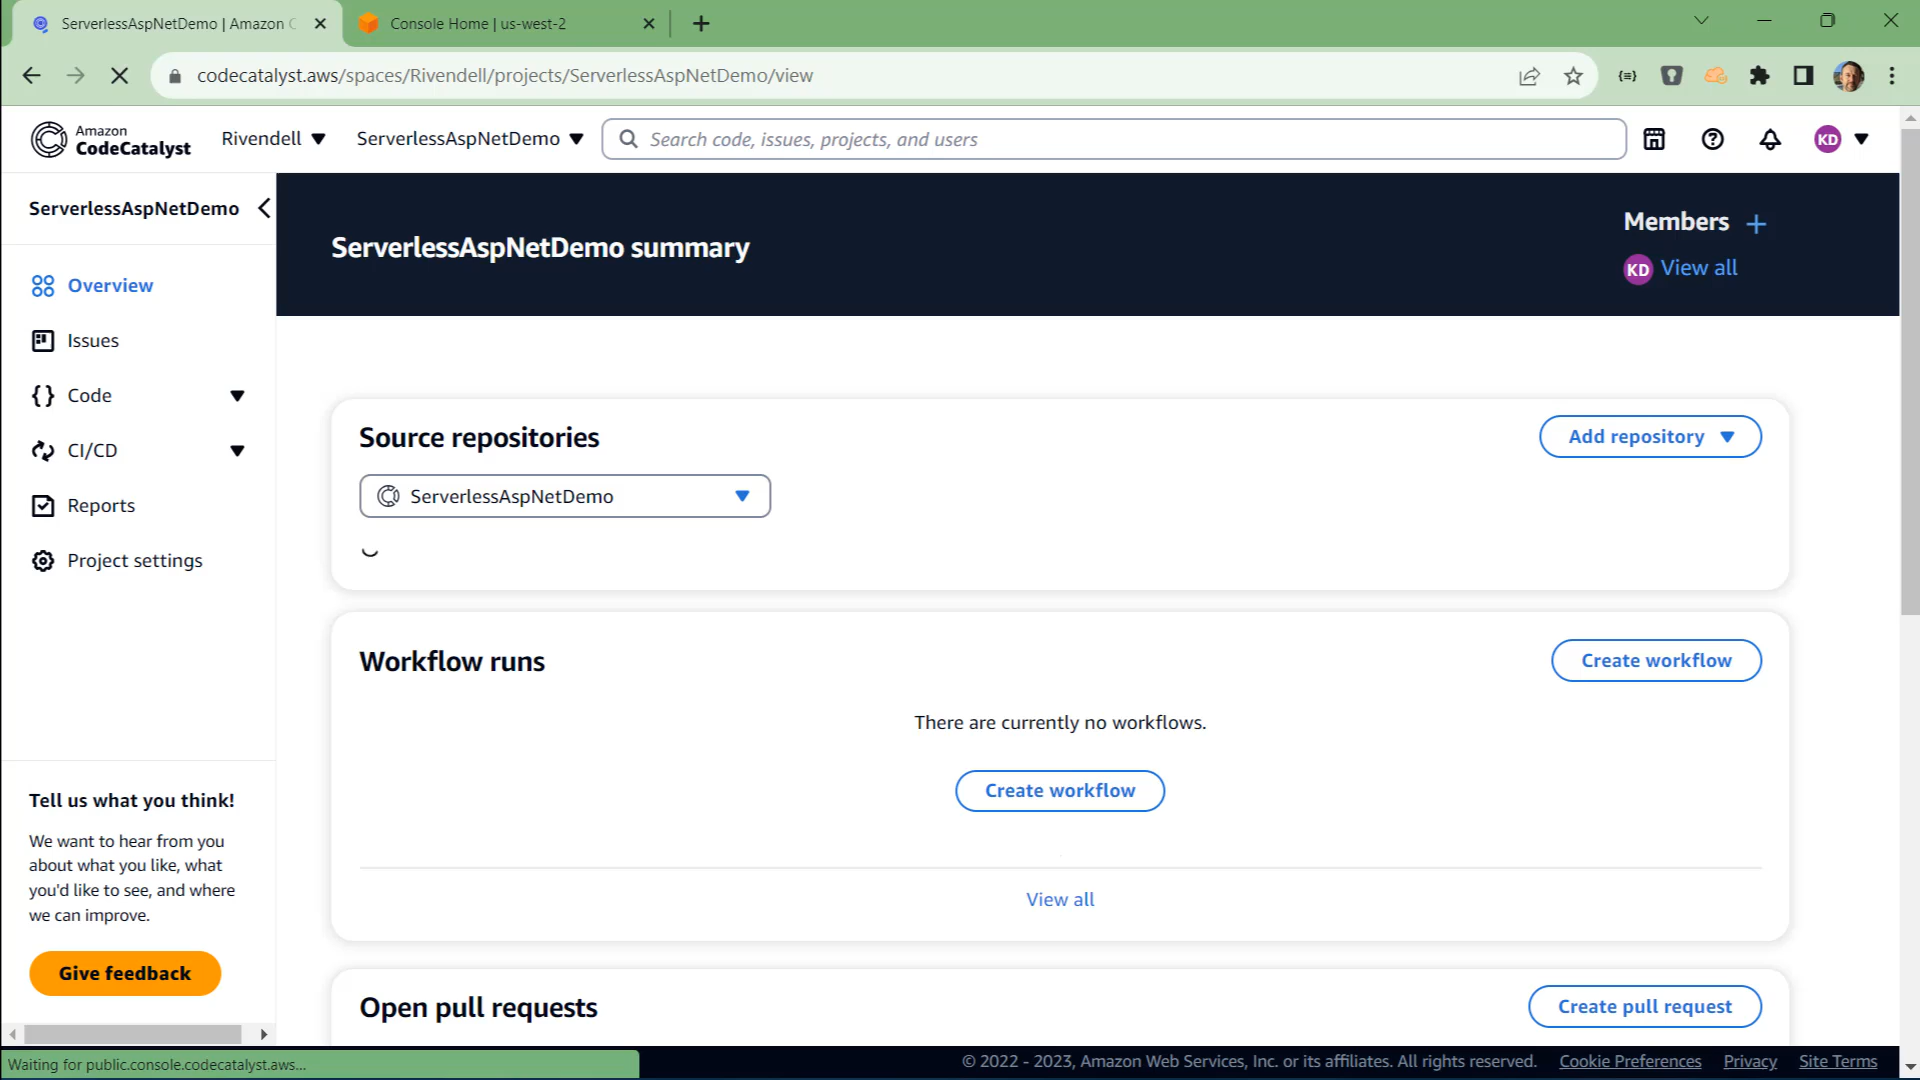 ServerlessAspNetDemo | Amazon C
Console Home | us-west-2
codecatalyst.aws/spaces/Rivendell/projects/ServerlessAspNetDemo/view
Amazon
CodeCatalyst
Rivendell
ServerlessAspNetDemo
Search code, issues, projects, and users
KD
ServerlessAspNetDemo
Overview
Issues
Code
CI/CD
Reports
Project settings
Tell us what you think!
We want to hear from you
about what you like, what
you'd like to see, and where
we can improve.
Give feedback
ServerlessAspNetDemo summary
Members
KD View all
Source repositories
Add repository
ServerlessAspNetDemo
Workflow runs
Create workflow
There are currently no workflows.
Create workflow
View all
Open pull requests
Create pull request
Waiting for public.console.codecatalyst.aws...
© 2022 - 2023, Amazon Web Services, Inc. or its affiliates. All rights reserved. Cookie Preferences Privacy Site Terms